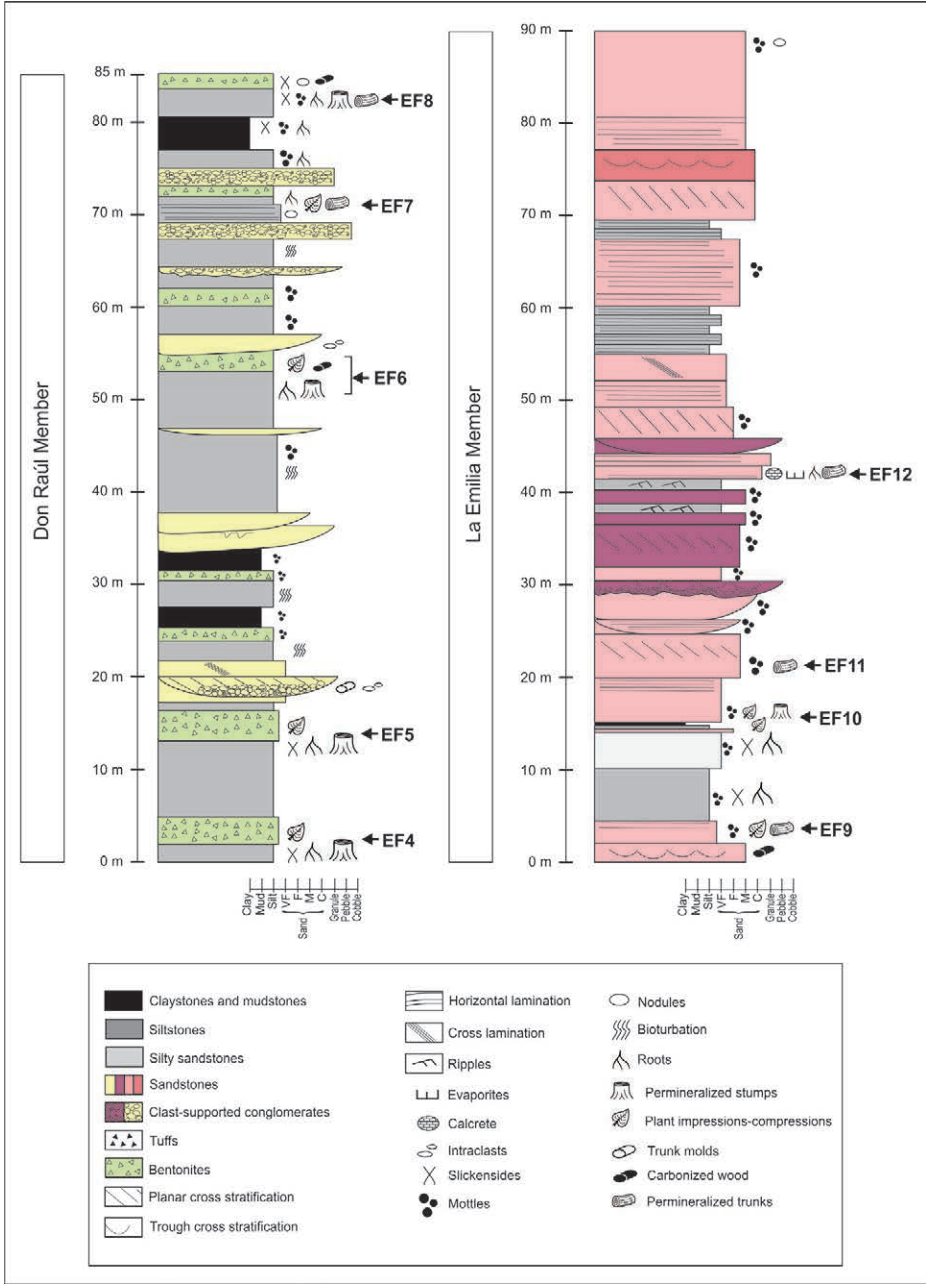 Don Raúl Member
85 m
80 m
70 m
60 m
50 m
40 m
30 m
20 m
10 m
0 m
EF8
EF7
EF6
EF5
EF4
Clay
Mud
Silt
VF
F
M
C
Sand
Granule
Pebble
Cobble
La Emilia Member
90 m
80 m
70 m
60 m
50 m
40 m
30 m
20 m
10 m
0 m
EF12
EF11
EF10
EF9
Clay
Mud
Silt
VF
F
M
C
Sand
Granule
Pebble
Cobble
Claystones and mudstones
Siltstones
Silty sandstones
Sandstones
Clast-supported conglomerates
Tuffs
Bentonites
Planar cross stratification
Trough cross stratification
Horizontal lamination
Cross lamination
Ripples
Evaporites
Calcrete
Intraclasts
Slickensides
Mottles
Nodules
Bioturbation
Roots
Permineralized stumps
Plant impressions-compressions
Trunk molds
Carbonized wood
Permineralized trunks